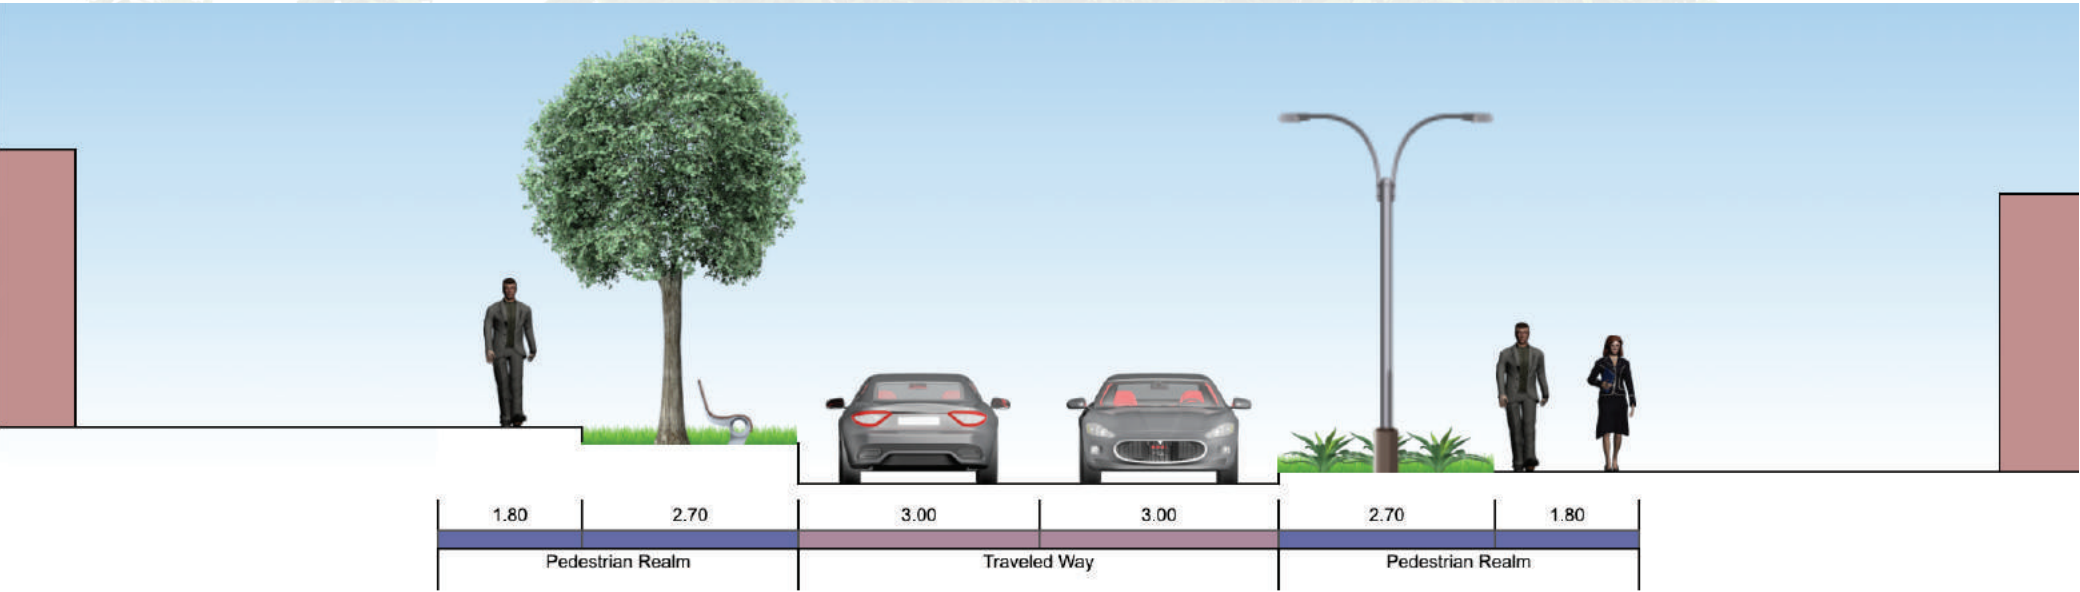 1.80 2.70 3.00 3.00 2.70 1.80
Pedestrian Realm Traveled Way Pedestrian Realm